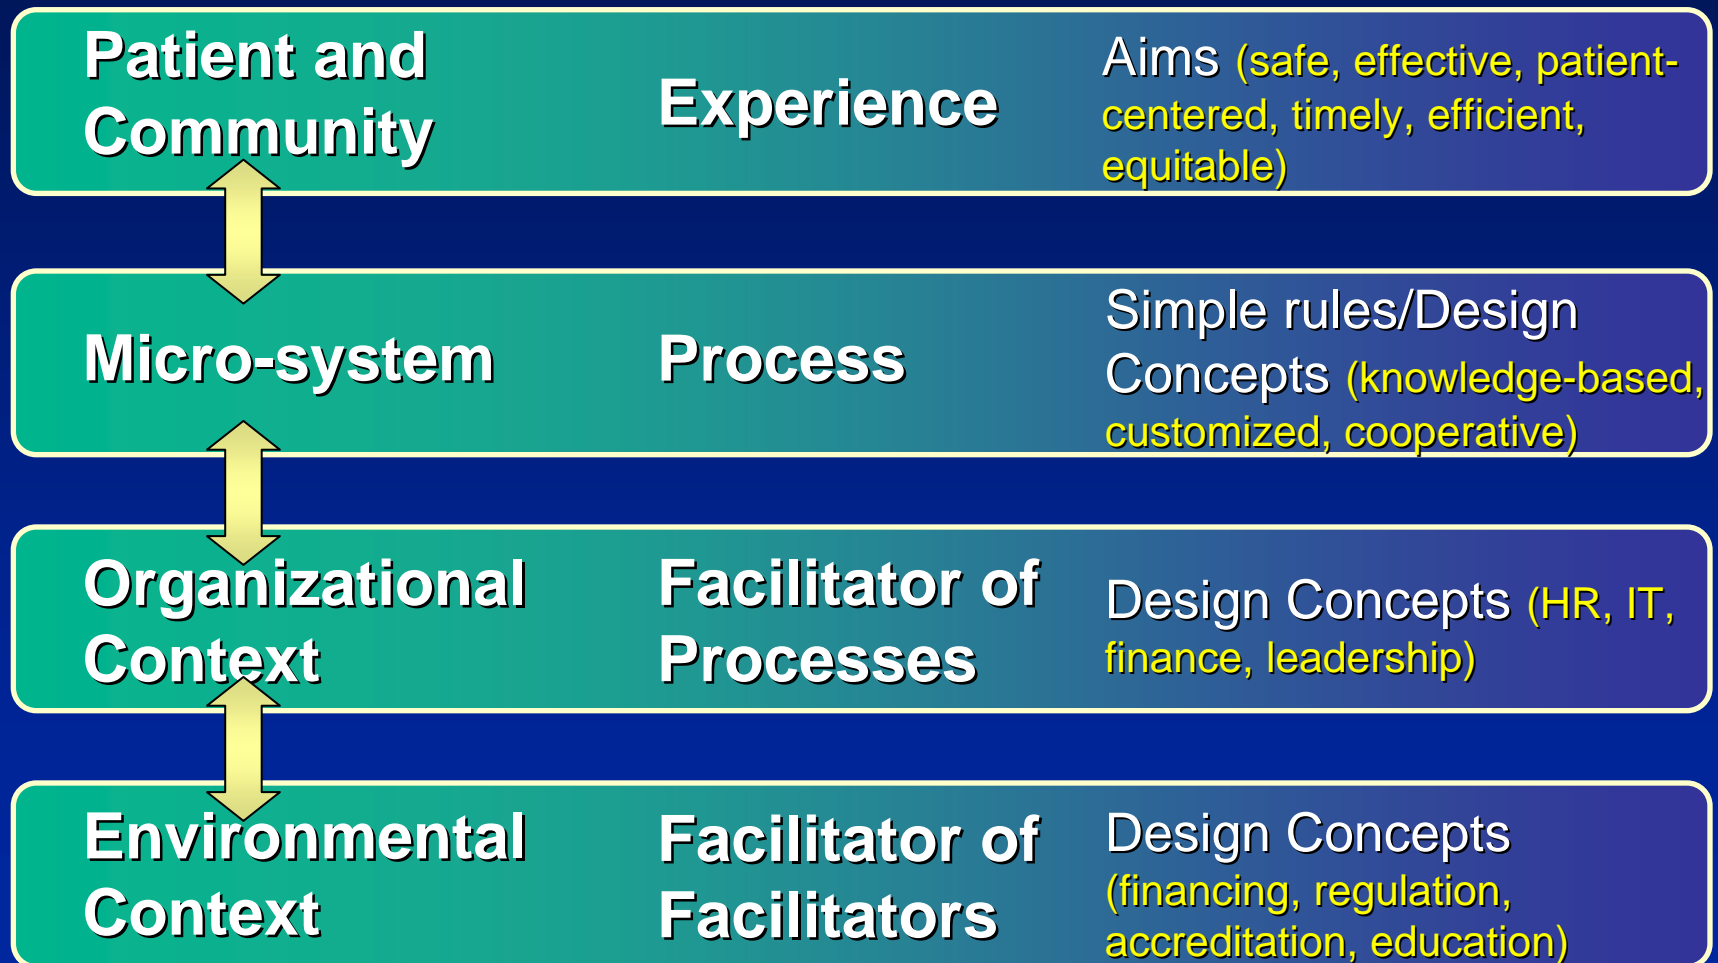 Patient and
Community
Experience
Aims (safe, effective, patient-
centered, timely, efficient,
equitable)
Micro-system
Process
Simple rules/Design
Concepts (knowledge-based,
customized, cooperative)
Organizational
Context
Facilitator of
Processes
Design Concepts (HR, IT,
finance, leadership)
Environmental
Context
Facilitator of
Facilitators
Design Concepts
(financing, regulation,
accreditation, education)